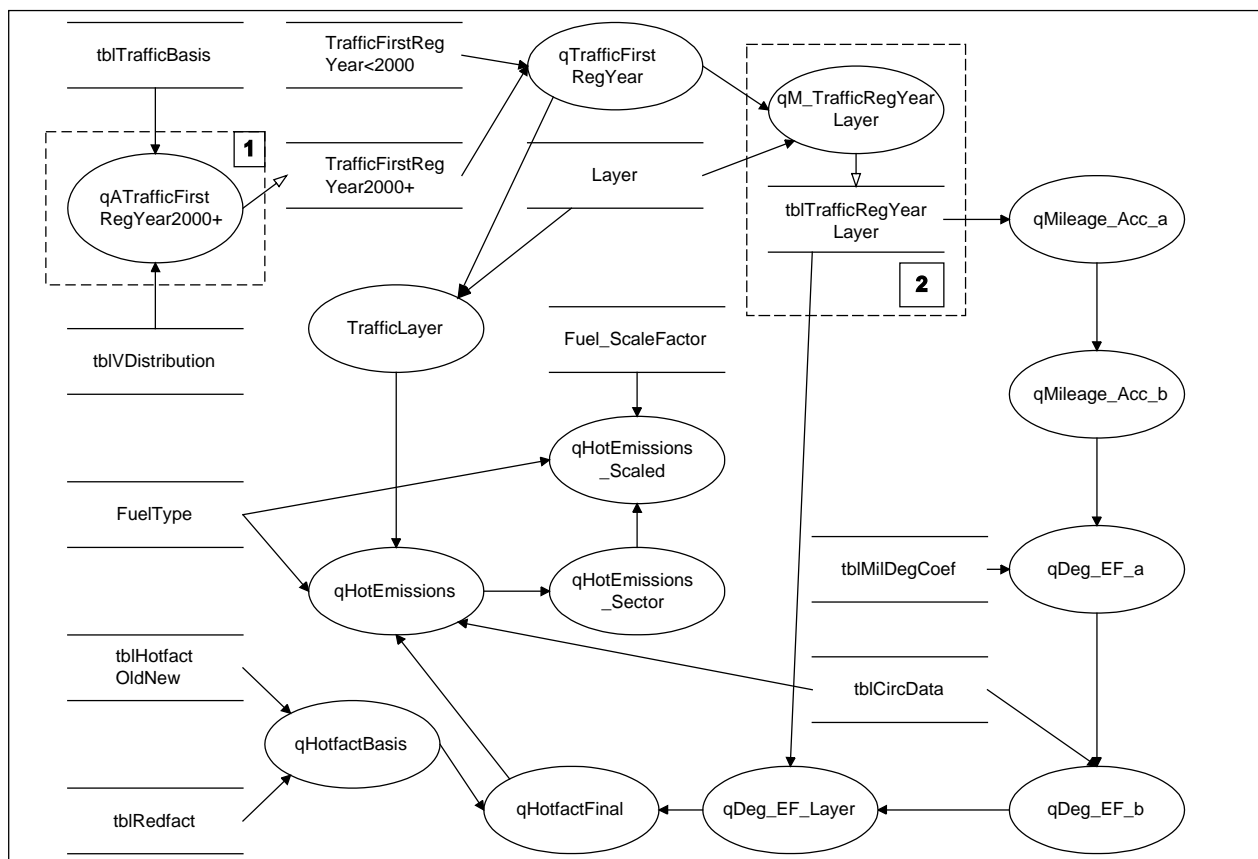 tblTrafficBasis
TrafficFirstReg
Year<2000
qTrafficFirst
RegYear
qM_TrafficRegYear
Layer
1
qATrafficFirst
RegYear2000+
TrafficFirstReg
Year2000+
Layer
tblTrafficRegYear
Layer
qMileage_Acc_a
2
tblVDistribution
TrafficLayer
Fuel_ScaleFactor
qMileage_Acc_b
qHotEmissions
_Scaled
FuelType
qHotEmissions
qHotEmissions
_Sector
tblMilDegCoef
qDeg_EF_a
tblHotfact
OldNew
tblCircData
qHotfactBasis
tblRedfact
qHotfactFinal
qDeg_EF_Layer
qDeg_EF_b